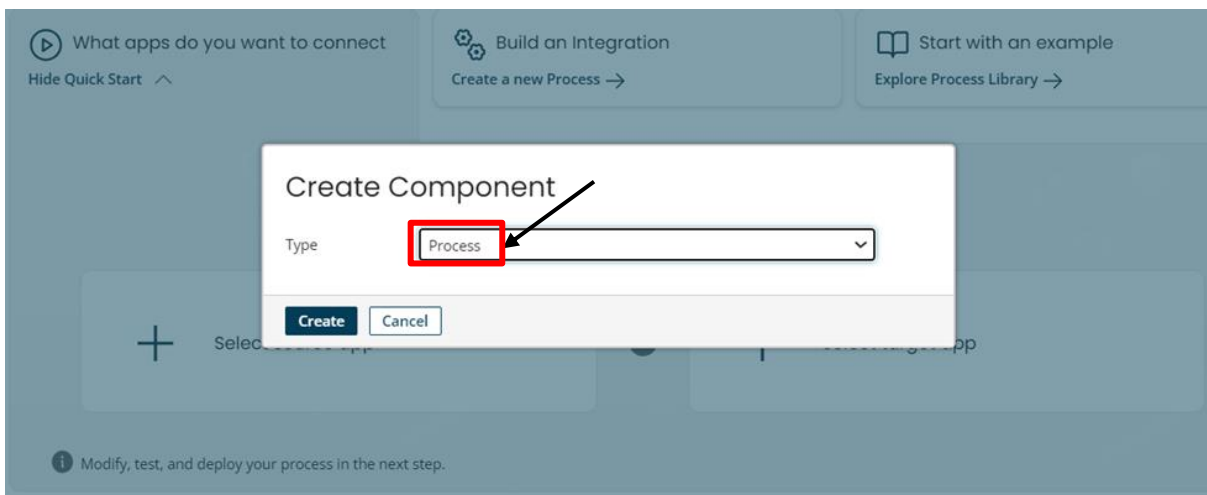 What apps do you want to connect
Hide Quick Start
Build an Integration
Create a new Process →
Start with an example
Explore Process Library →
Create Component
Type
Process
Create
Cancel
Modify, test, and deploy your process in the next step.